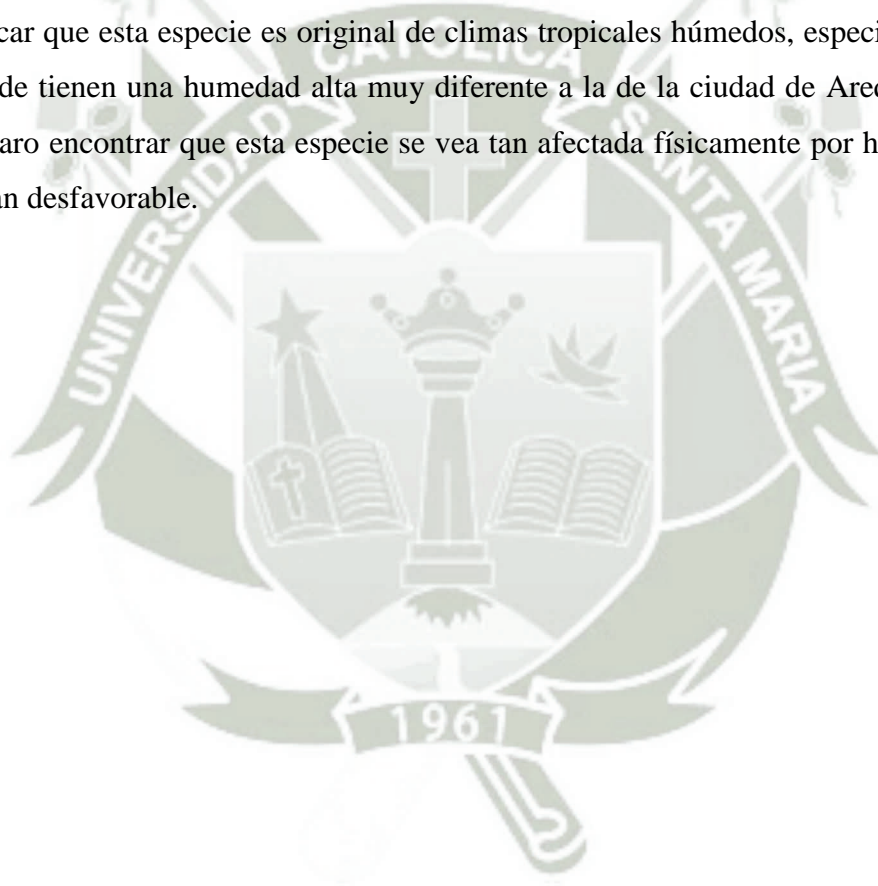 car que esta especie es original de climas tropicales húmedos, especi
de tienen una humedad alta muy diferente a la de la ciudad de Areq
aro encontrar que esta especie se vea tan afectada físicamente por h
an desfavorable.
UNIVERSIDAD CATOLICA SANTA MARIA
1961